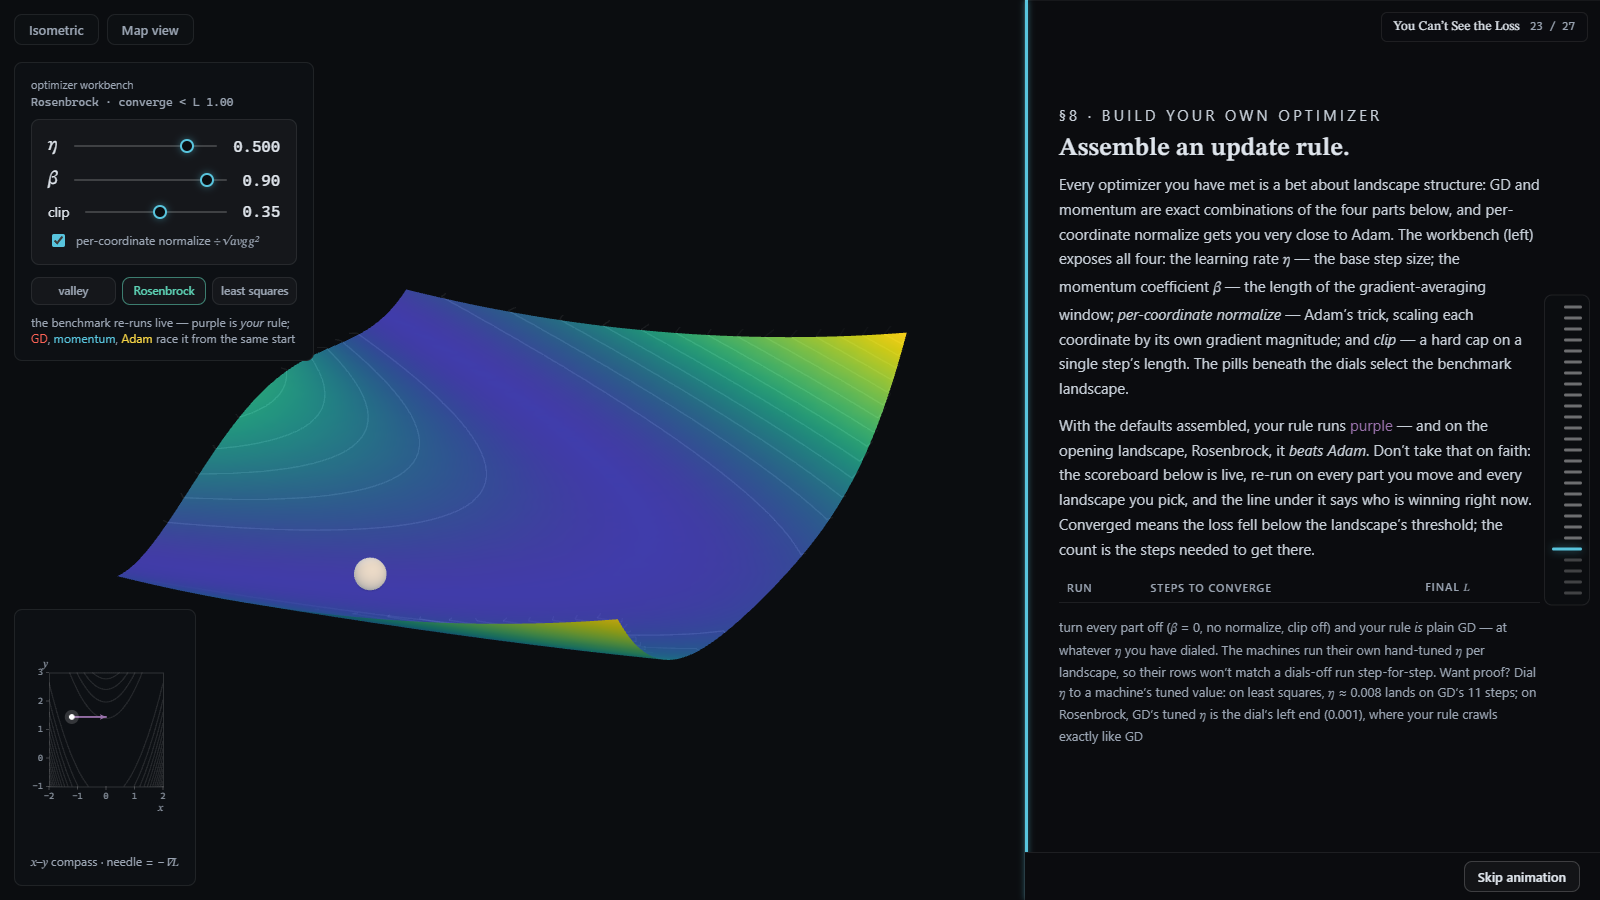 Isometric
Map view
optimizer workbench
Rosenbrock · converge < L 1.00
η 0.500
β 0.90
clip 0.35
per-coordinate normalize ÷√avgg²
valley
Rosenbrock
least squares
the benchmark re-runs live — purple is your rule;
GD, momentum, Adam race it from the same start
y
3
2
1
0
−1
−2 −1 0 1 2
x
x–y compass · needle = −∇L
You Can't See the Loss 23 / 27
§8 · BUILD YOUR OWN OPTIMIZER
Assemble an update rule.
Every optimizer you have met is a bet about landscape structure: GD and
momentum are exact combinations of the four parts below, and per-
coordinate normalize gets you very close to Adam. The workbench (left)
exposes all four: the learning rate η — the base step size; the
momentum coefficient β — the length of the gradient-averaging
window; per-coordinate normalize — Adam's trick, scaling each
coordinate by its own gradient magnitude; and clip — a hard cap on a
single step's length. The pills beneath the dials select the benchmark
landscape.
With the defaults assembled, your rule runs purple — and on the
opening landscape, Rosenbrock, it beats Adam. Don't take that on faith:
the scoreboard below is live, re-run on every part you move and every
landscape you pick, and the line under it says who is winning right now.
Converged means the loss fell below the landscape's threshold; the
count is the steps needed to get there.
RUN STEPS TO CONVERGE FINAL L
turn every part off (β = 0, no normalize, clip off) and your rule is plain GD — at
whatever η you have dialed. The machines run their own hand-tuned η per
landscape, so their rows won't match a dials-off run step-for-step. Want proof? Dial
η to a machine's tuned value: on least squares, η ≈ 0.008 lands on GD's 11 steps; on
Rosenbrock, GD's tuned η is the dial's left end (0.001), where your rule crawls
exactly like GD
Skip animation